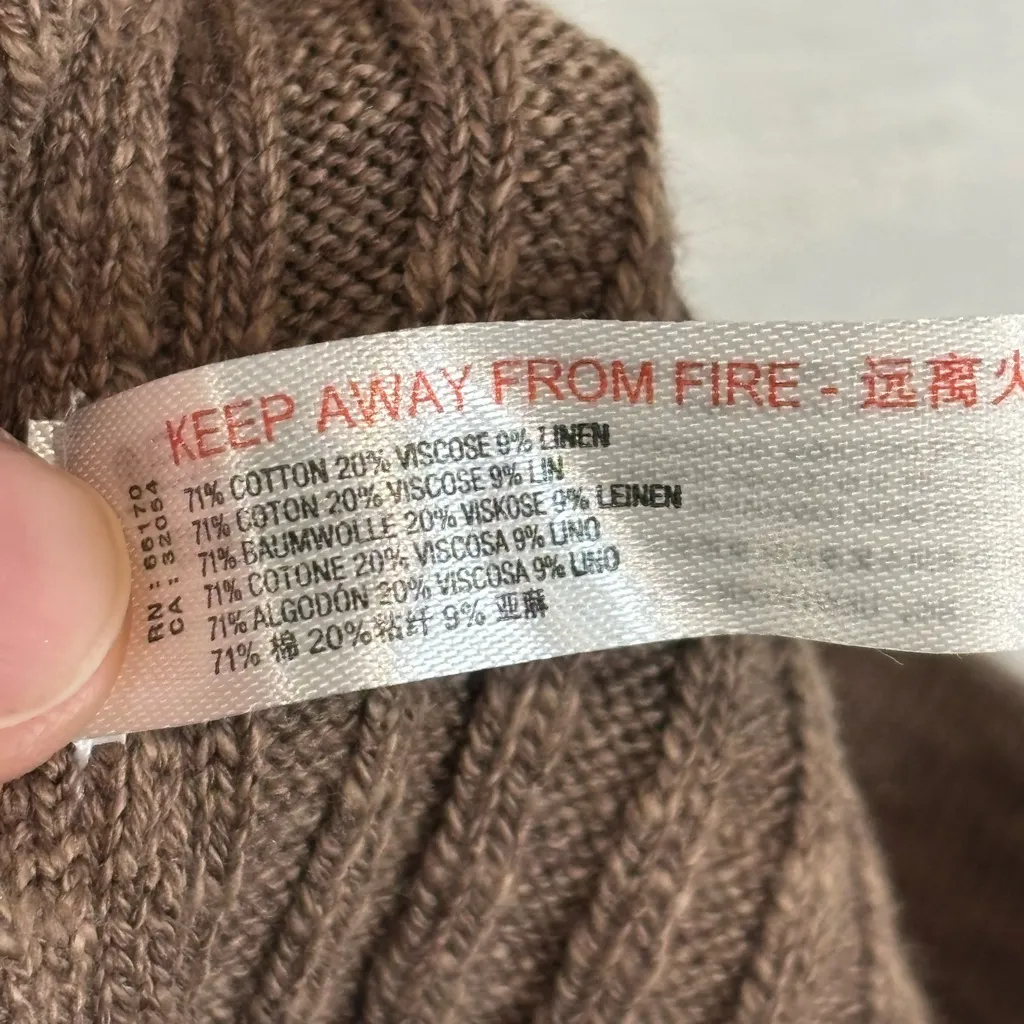 KEEP AWAY FROM FIRE - 远离火
71% COTTON 20% VISCOSE 9% LINEN
71% COTON 20% VISCOSE 9% LIN
71% BAUMWOLLE 20% VISKOSE 9% LEINEN
71% COTONE 20% VISCOSA 9% LINO
71% ALGODÓN 20% VISCOSA 9% LINO
71% 棉 20% 粘纤 9% 亚麻
RN : 66170
CA : 32054